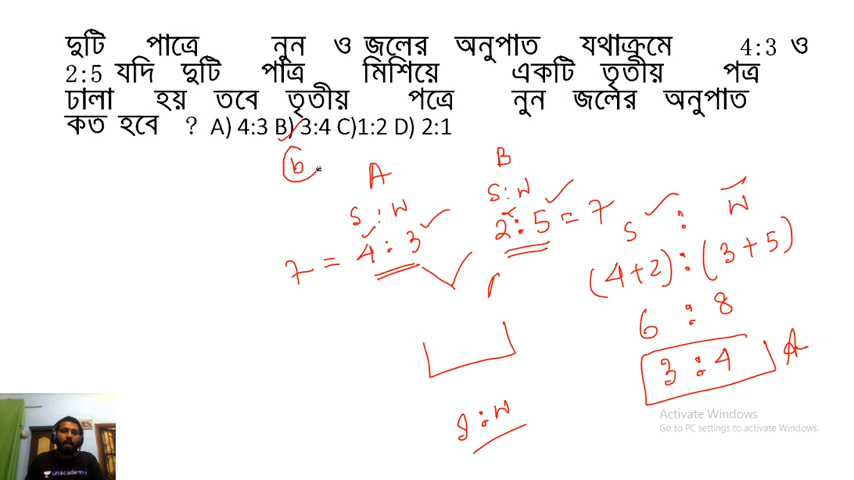 দুটি পাত্রে নুন ও জলের অনুপাত যথাক্রমে 4:3 ও
2:5 যদি দুটি পাত্র মিশিয়ে একটি তৃতীয় পত্র
ঢালা হয় তবে তৃতীয় পত্রে নুন জলের অনুপাত
কত হবে ? A) 4:3 B) 3:4 C)1:2 D) 2:1
b
A
B
S : W
S : W
7 = 4 : 3
2 : 5 = 7
S : W
(4+2) : (3+5)
6 : 8
3 : 4 A
S : W
Activate Windows
Go to PC settings to activate Windows.
unacademy